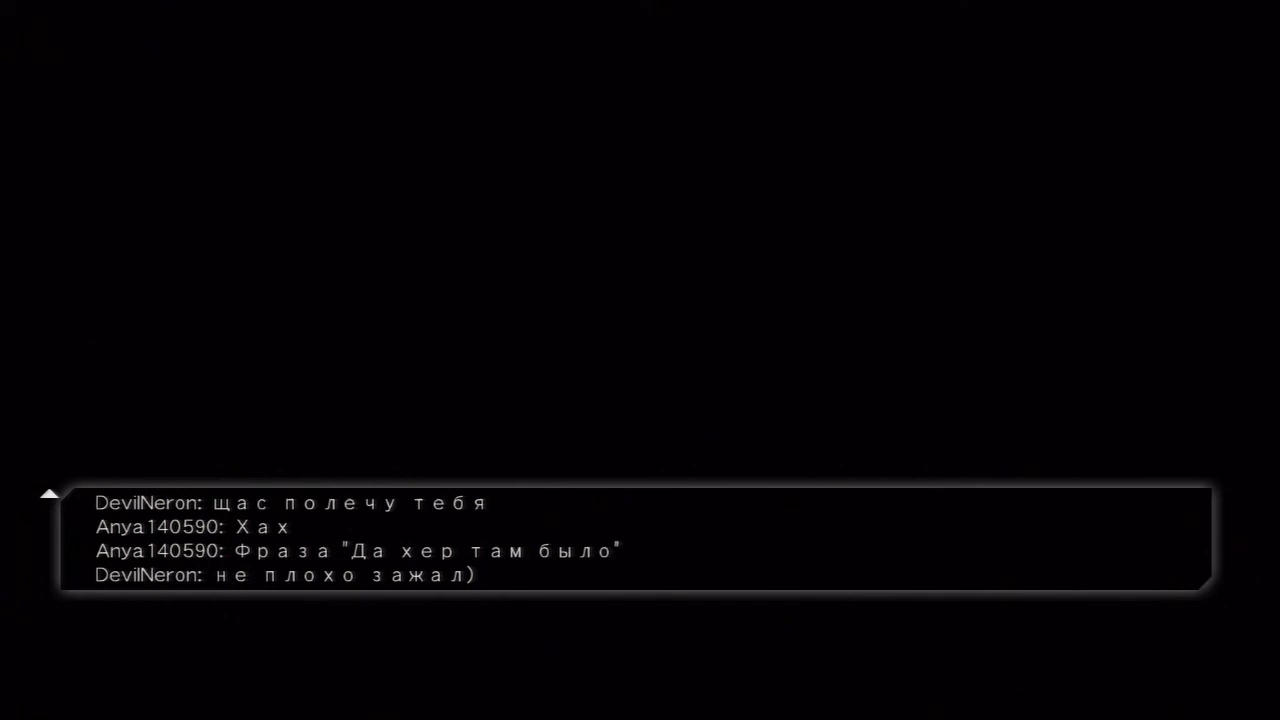 DevilNeron: щас полечу тебя
Anya140590: Хах
Anya140590: Фраза "Да хер там было"
DevilNeron: не плохо зажал)